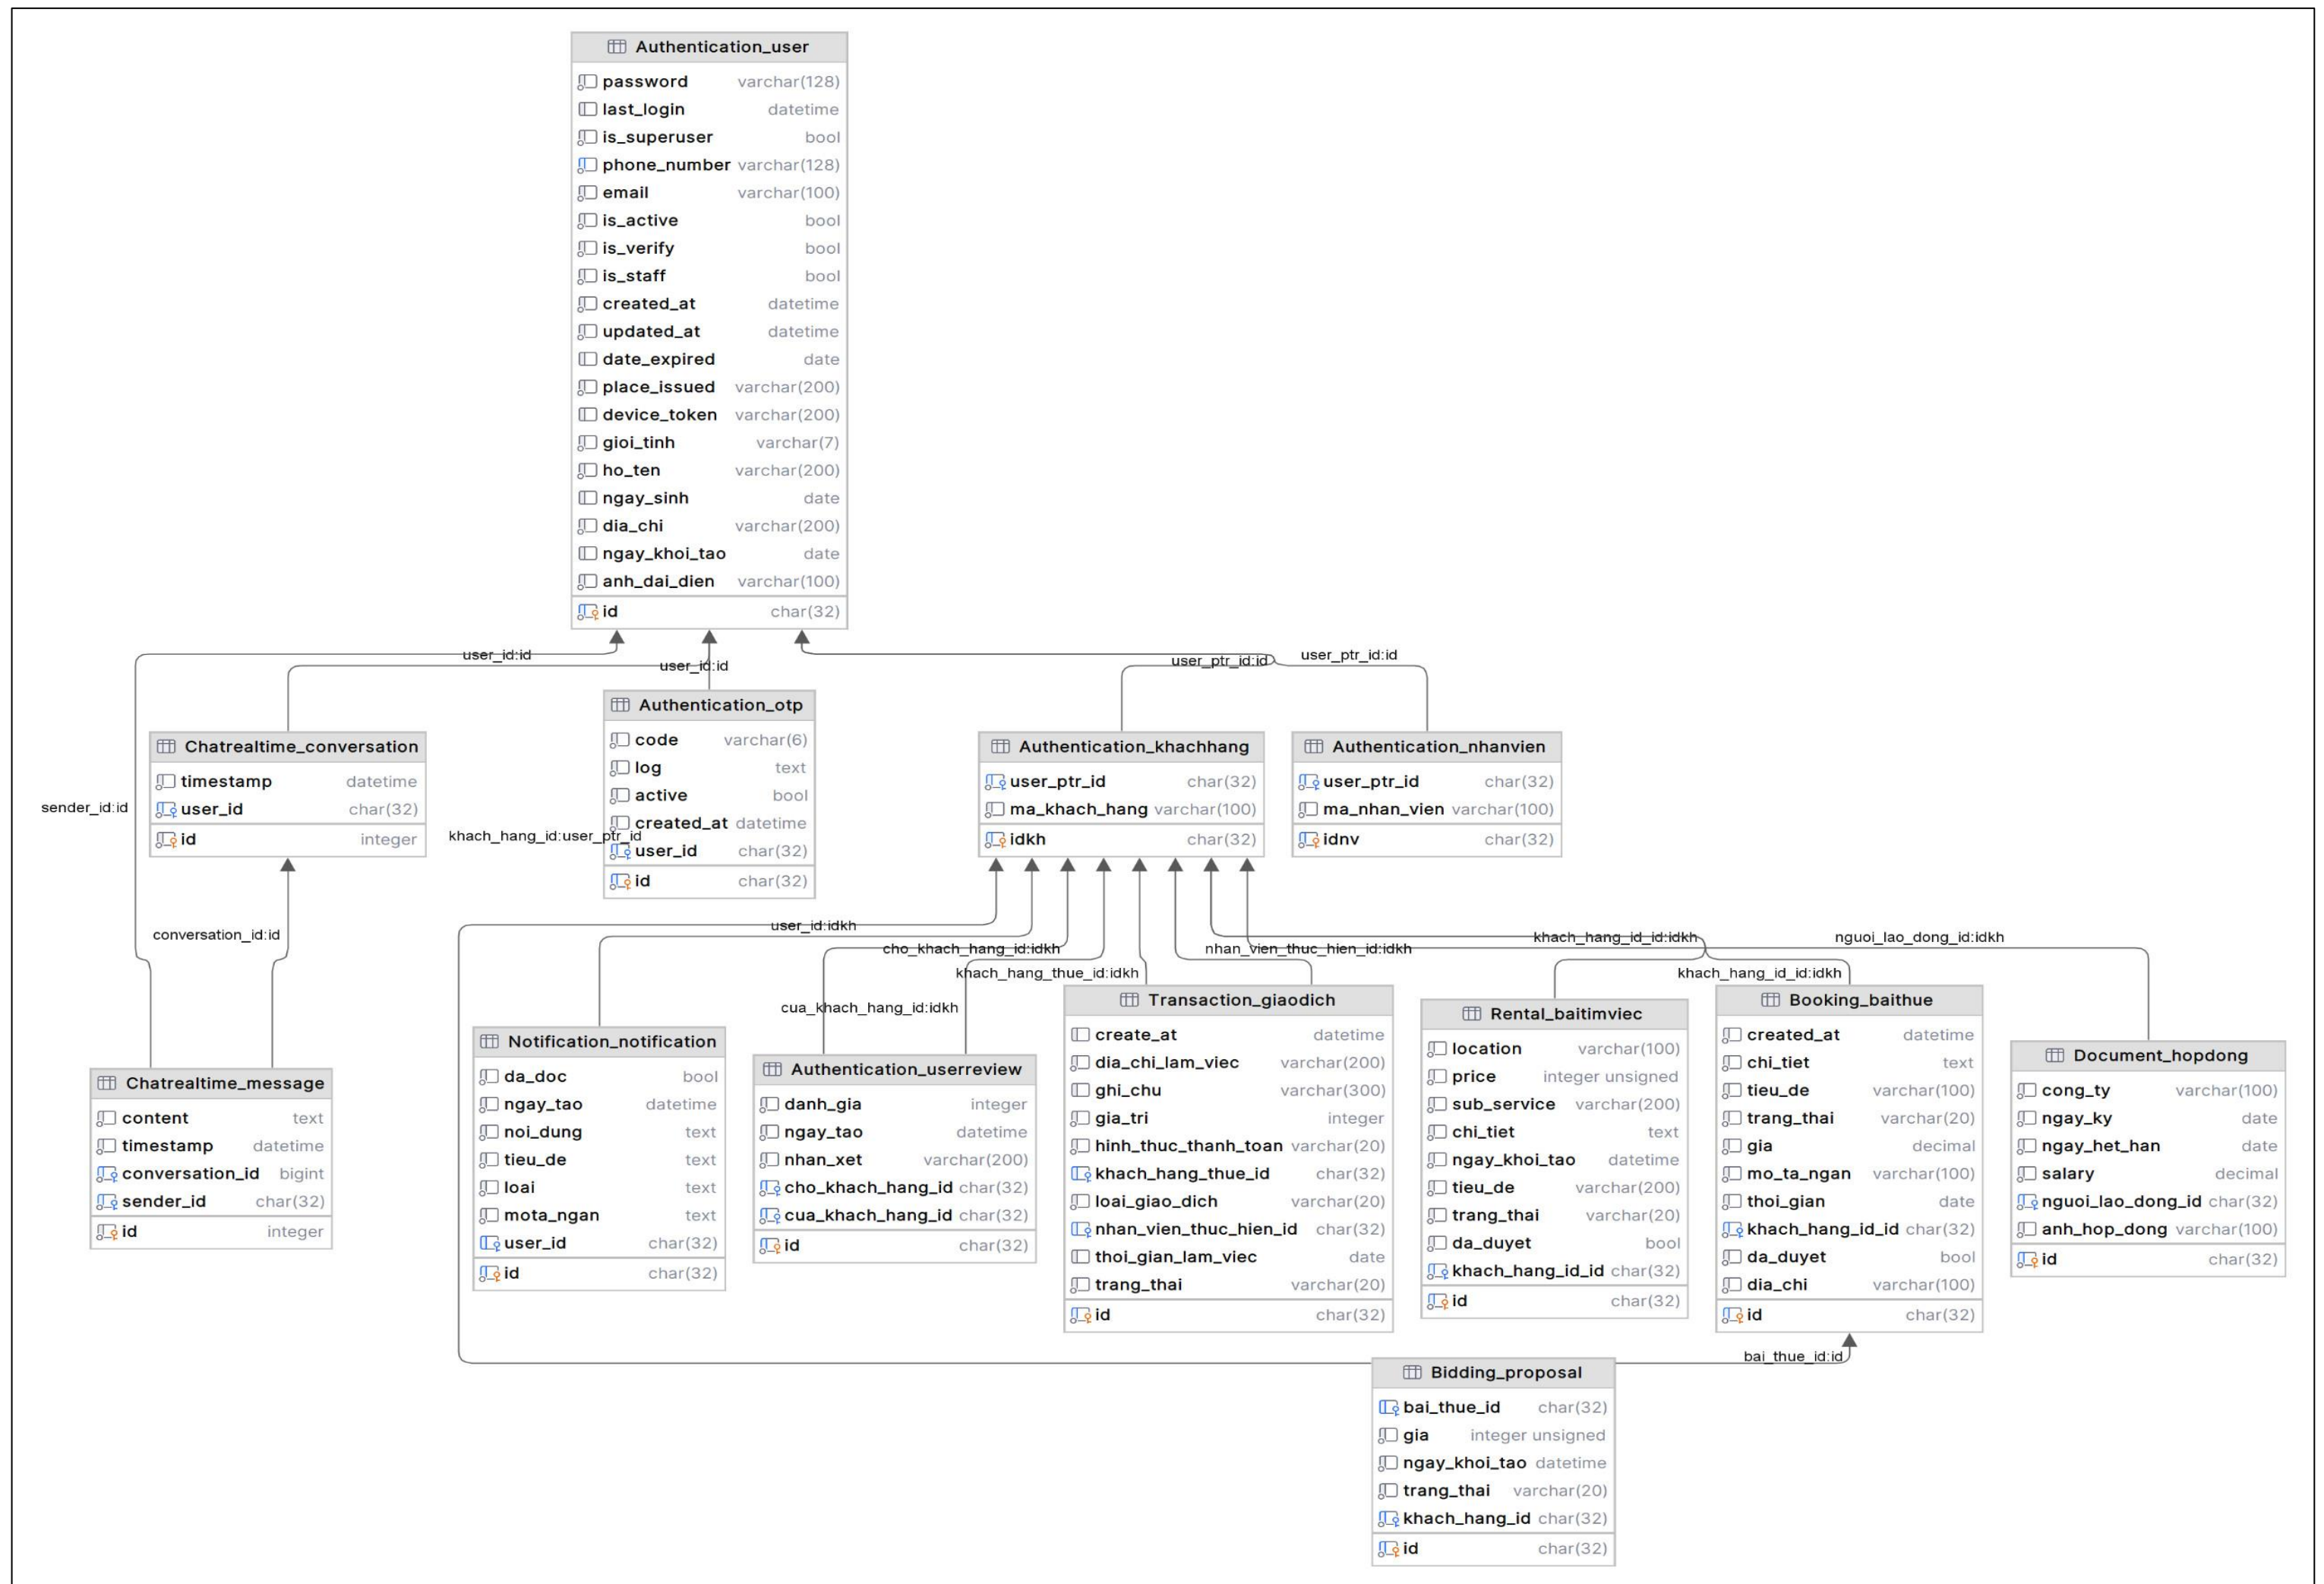 Authentication_user
password varchar(128)
last_login datetime
is_superuser bool
phone_number varchar(128)
email varchar(100)
is_active bool
is_verify bool
is_staff bool
created_at datetime
updated_at datetime
date_expired date
place_issued varchar(200)
device_token varchar(200)
gioi_tinh varchar(7)
ho_ten varchar(200)
ngay_sinh date
dia_chi varchar(200)
ngay_khoi_tao date
anh_dai_dien varchar(100)
id char(32)
user_id:id
user_id:id
user_ptr_id:id
user_ptr_id:id
sender_id:id
Chatrealtime_conversation
timestamp datetime
user_id char(32)
id integer
khach_hang_id:user_ptr_id
Authentication_otp
code varchar(6)
log text
active bool
created_at datetime
user_id char(32)
id char(32)
Authentication_khachhang
user_ptr_id char(32)
ma_khach_hang varchar(100)
idkh char(32)
Authentication_nhanvien
user_ptr_id char(32)
ma_nhan_vien varchar(100)
idnv char(32)
conversation_id:id
user_id:idkh
cho_khach_hang_id:idkh
khach_hang_thue_id:idkh
cua_khach_hang_id:idkh
nhan_vien_thuc_hien_id:idkh
khach_hang_id_id:idkh
khach_hang_id_id:idkh
nguoi_lao_dong_id:idkh
Chatrealtime_message
content text
timestamp datetime
conversation_id bigint
sender_id char(32)
id integer
Notification_notification
da_doc bool
ngay_tao datetime
noi_dung text
tieu_de text
loai text
mota_ngan text
user_id char(32)
id char(32)
Authentication_userreview
danh_gia integer
ngay_tao datetime
nhan_xet varchar(200)
cho_khach_hang_id char(32)
cua_khach_hang_id char(32)
id char(32)
Transaction_giaodich
create_at datetime
dia_chi_lam_viec varchar(200)
ghi_chu varchar(300)
gia_tri integer
hinh_thuc_thanh_toan varchar(20)
khach_hang_thue_id char(32)
loai_giao_dich varchar(20)
nhan_vien_thuc_hien_id char(32)
thoi_gian_lam_viec date
trang_thai varchar(20)
id char(32)
Rental_baitimviec
location varchar(100)
price integer unsigned
sub_service varchar(200)
chi_tiet text
ngay_khoi_tao datetime
tieu_de varchar(200)
trang_thai varchar(20)
da_duyet bool
khach_hang_id_id char(32)
id char(32)
Booking_baithue
created_at datetime
chi_tiet text
tieu_de varchar(100)
trang_thai varchar(20)
gia decimal
mo_ta_ngan varchar(100)
thoi_gian date
khach_hang_id_id char(32)
da_duyet bool
dia_chi varchar(100)
id char(32)
Document_hopdong
cong_ty varchar(100)
ngay_ky date
ngay_het_han date
salary decimal
nguoi_lao_dong_id char(32)
anh_hop_dong varchar(100)
id char(32)
bai_thue_id:id
Bidding_proposal
bai_thue_id char(32)
gia integer unsigned
ngay_khoi_tao datetime
trang_thai varchar(20)
khach_hang_id char(32)
id char(32)